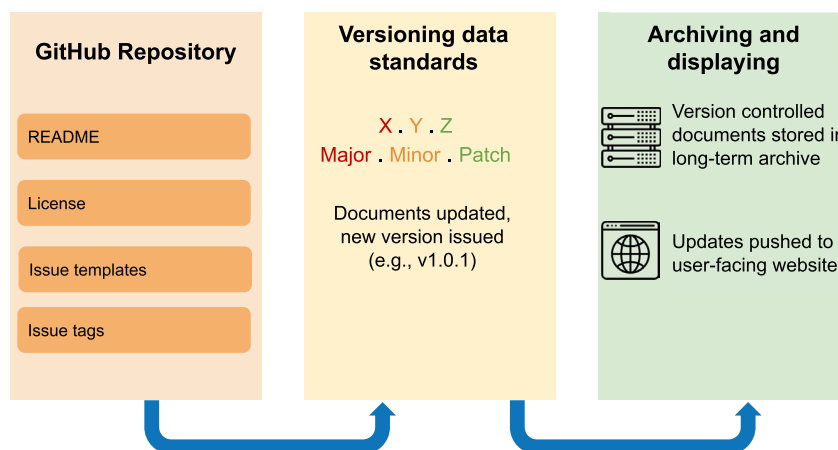 GitHub Repository
README
License
Issue templates
Issue tags
Versioning data
standards
X . Y . Z
Major . Minor . Patch
Documents updated,
new version issued
(e.g., v1.0.1)
Archiving and
displaying
Version controlled
documents stored in
long-term archive
Updates pushed to
user-facing website